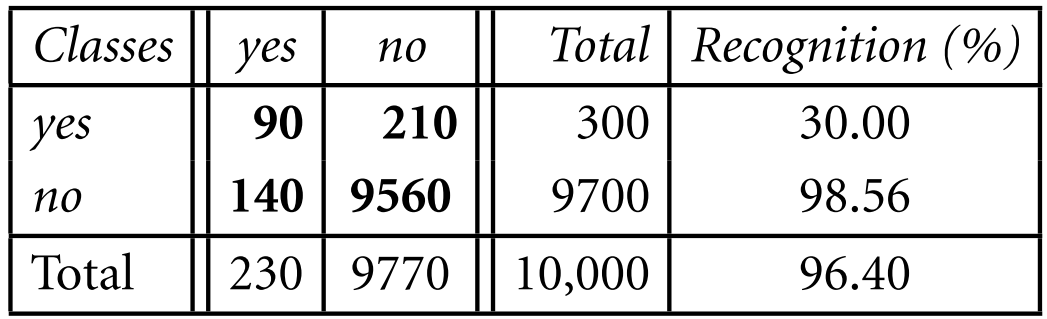 Classes yes no Total Recognition (%)
yes 90 210 300 30.00
no 140 9560 9700 98.56
Total 230 9770 10,000 96.40